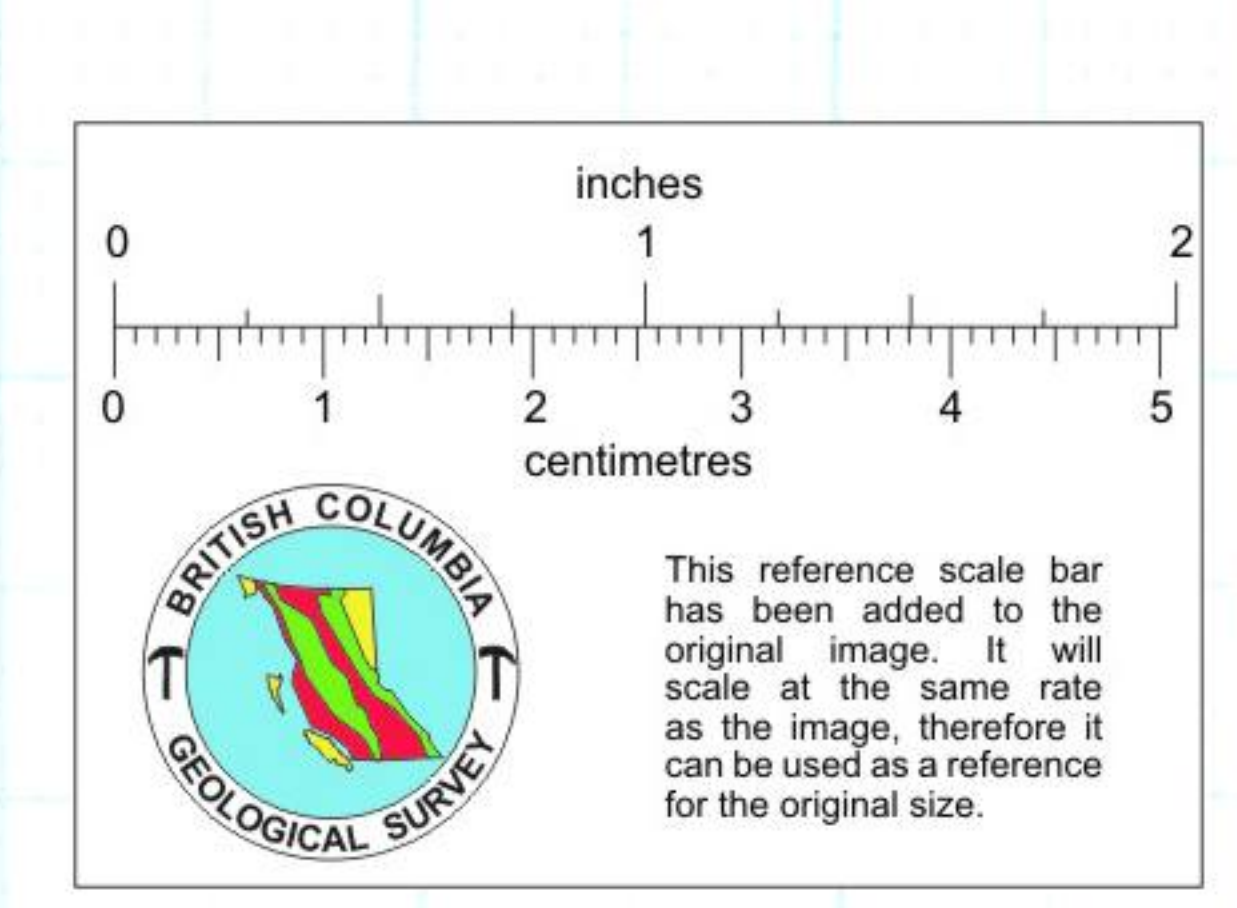 inches
0 1 2
0 1 2 3 4 5
centimetres
BRITISH COLUMBIA
GEOLOGICAL SURVEY
This reference scale bar
has been added to the
original image. It will
scale at the same rate
as the image, therefore it
can be used as a reference
for the original size.